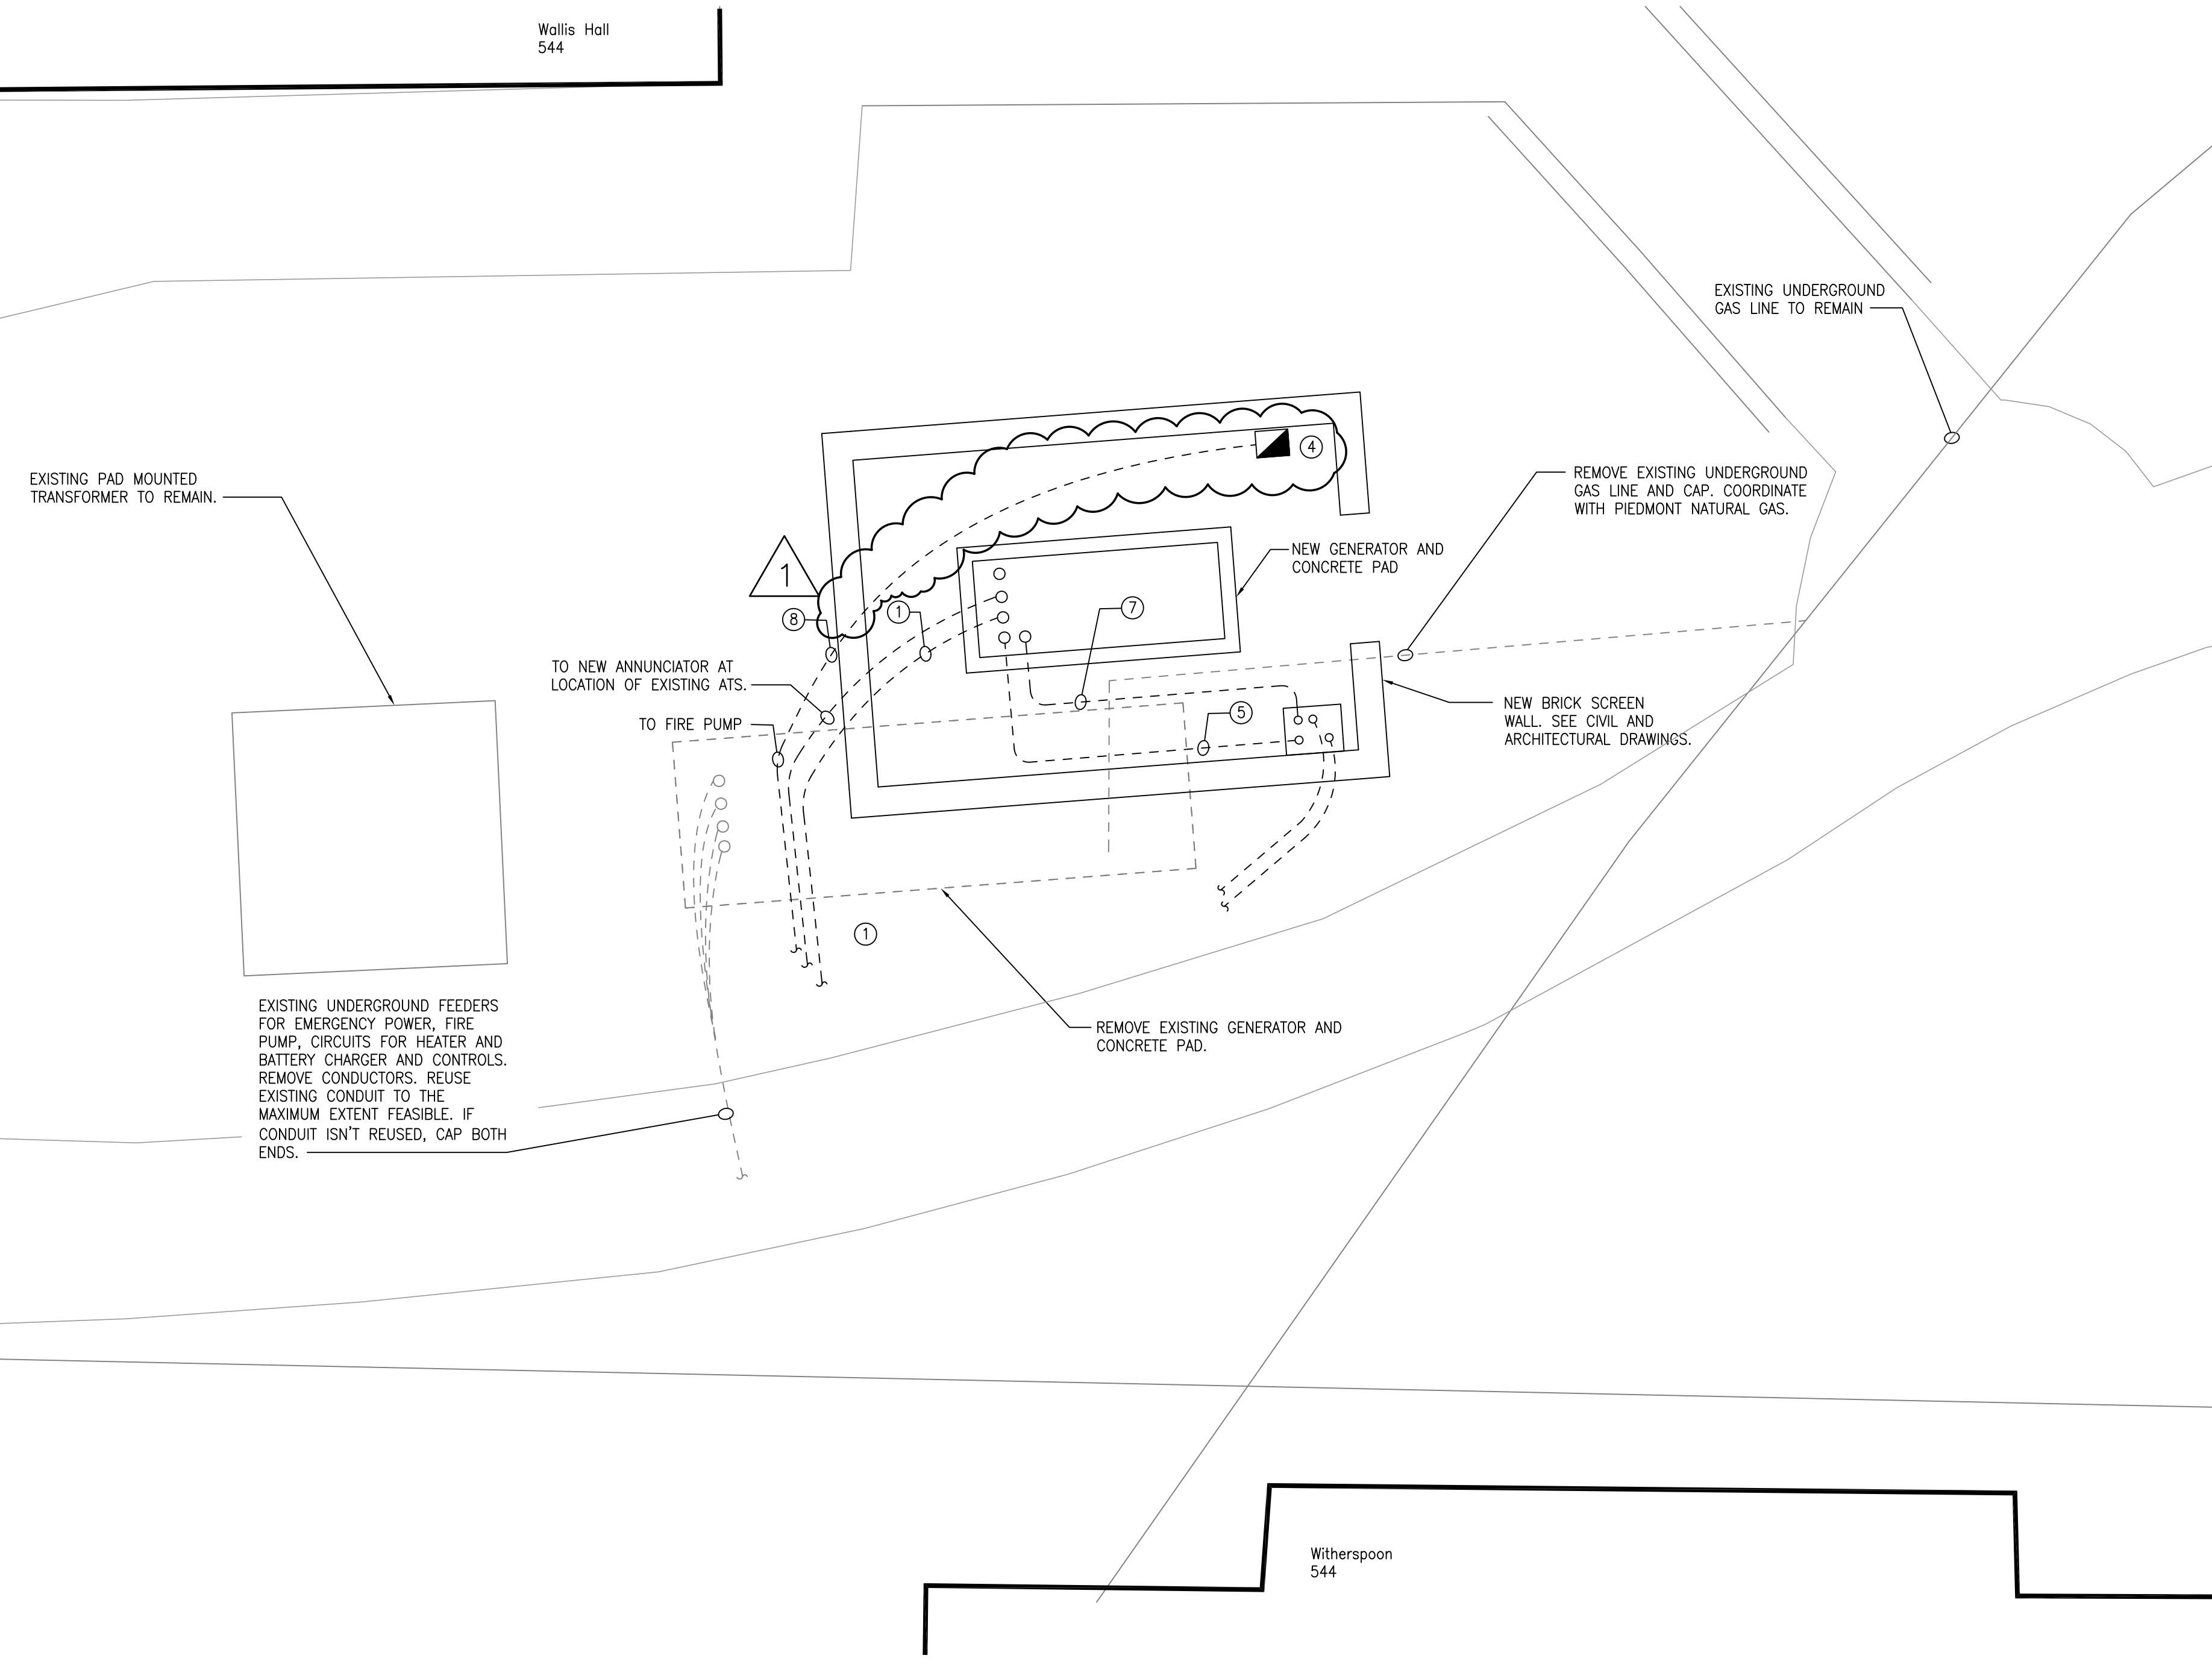 Wallis Hall
544
EXISTING UNDERGROUND
GAS LINE TO REMAIN
4
EXISTING PAD MOUNTED
TRANSFORMER TO REMAIN.
REMOVE EXISTING UNDERGROUND
GAS LINE AND CAP. COORDINATE
WITH PIEDMONT NATURAL GAS.
NEW GENERATOR AND
CONCRETE PAD
1
8
1
7
TO NEW ANNUNCIATOR AT
LOCATION OF EXISTING ATS.
TO FIRE PUMP
5
NEW BRICK SCREEN
WALL. SEE CIVIL AND
ARCHITECTURAL DRAWINGS.
1
EXISTING UNDERGROUND FEEDERS
FOR EMERGENCY POWER, FIRE
PUMP, CIRCUITS FOR HEATER AND
BATTERY CHARGER AND CONTROLS.
REMOVE CONDUCTORS. REUSE
EXISTING CONDUIT TO THE
MAXIMUM EXTENT FEASIBLE. IF
CONDUIT ISN'T REUSED, CAP BOTH
ENDS.
REMOVE EXISTING GENERATOR AND
CONCRETE PAD.
Witherspoon
544